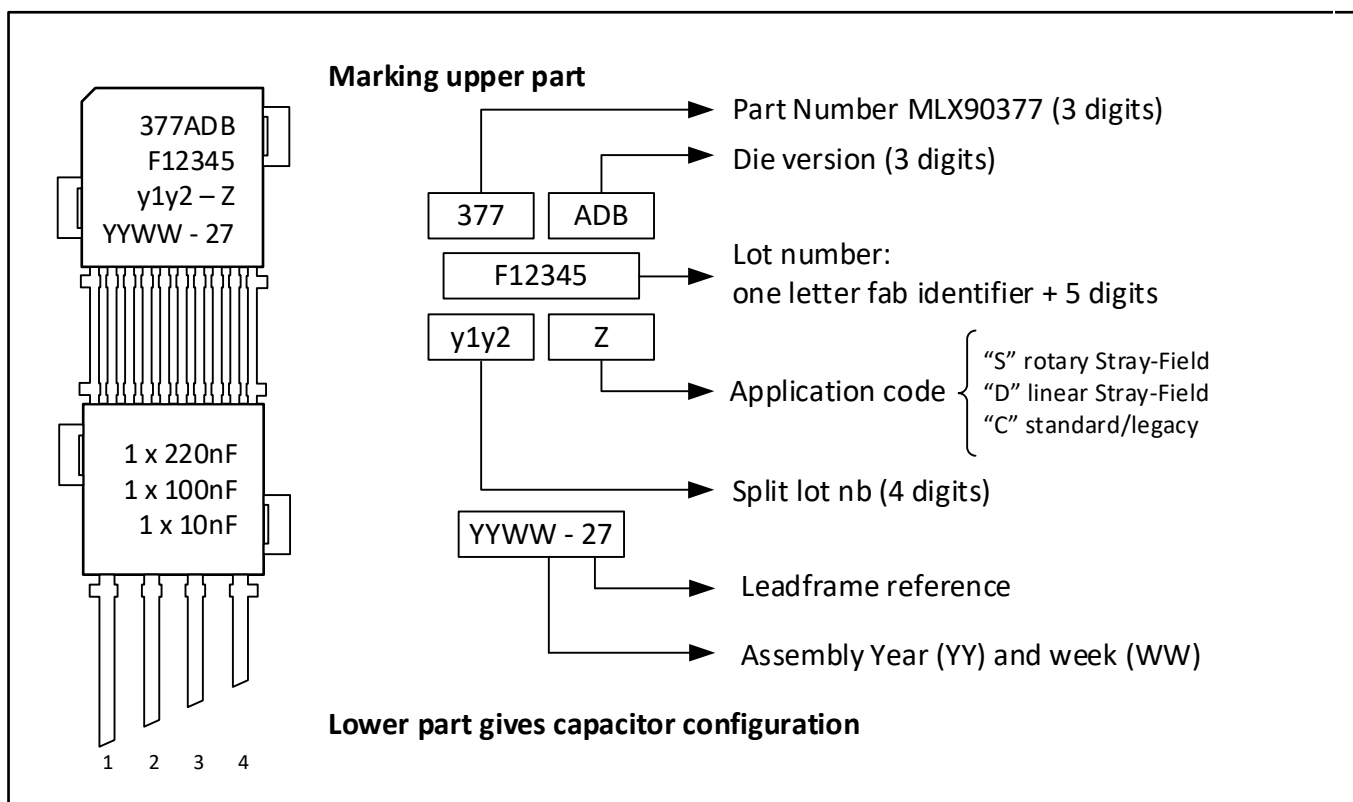 Marking upper part
377ADB
F12345
y1y2 – Z
YYWW - 27
1 x 220nF
1 x 100nF
1 x 10nF
1 2 3 4
Part Number MLX90377 (3 digits)
Die version (3 digits)
377 ADB
F12345
Lot number:
one letter fab identifier + 5 digits
y1y2 Z
Application code
“S” rotary Stray-Field
“D” linear Stray-Field
“C” standard/legacy
Split lot nb (4 digits)
YYWW - 27
Leadframe reference
Assembly Year (YY) and week (WW)
Lower part gives capacitor configuration